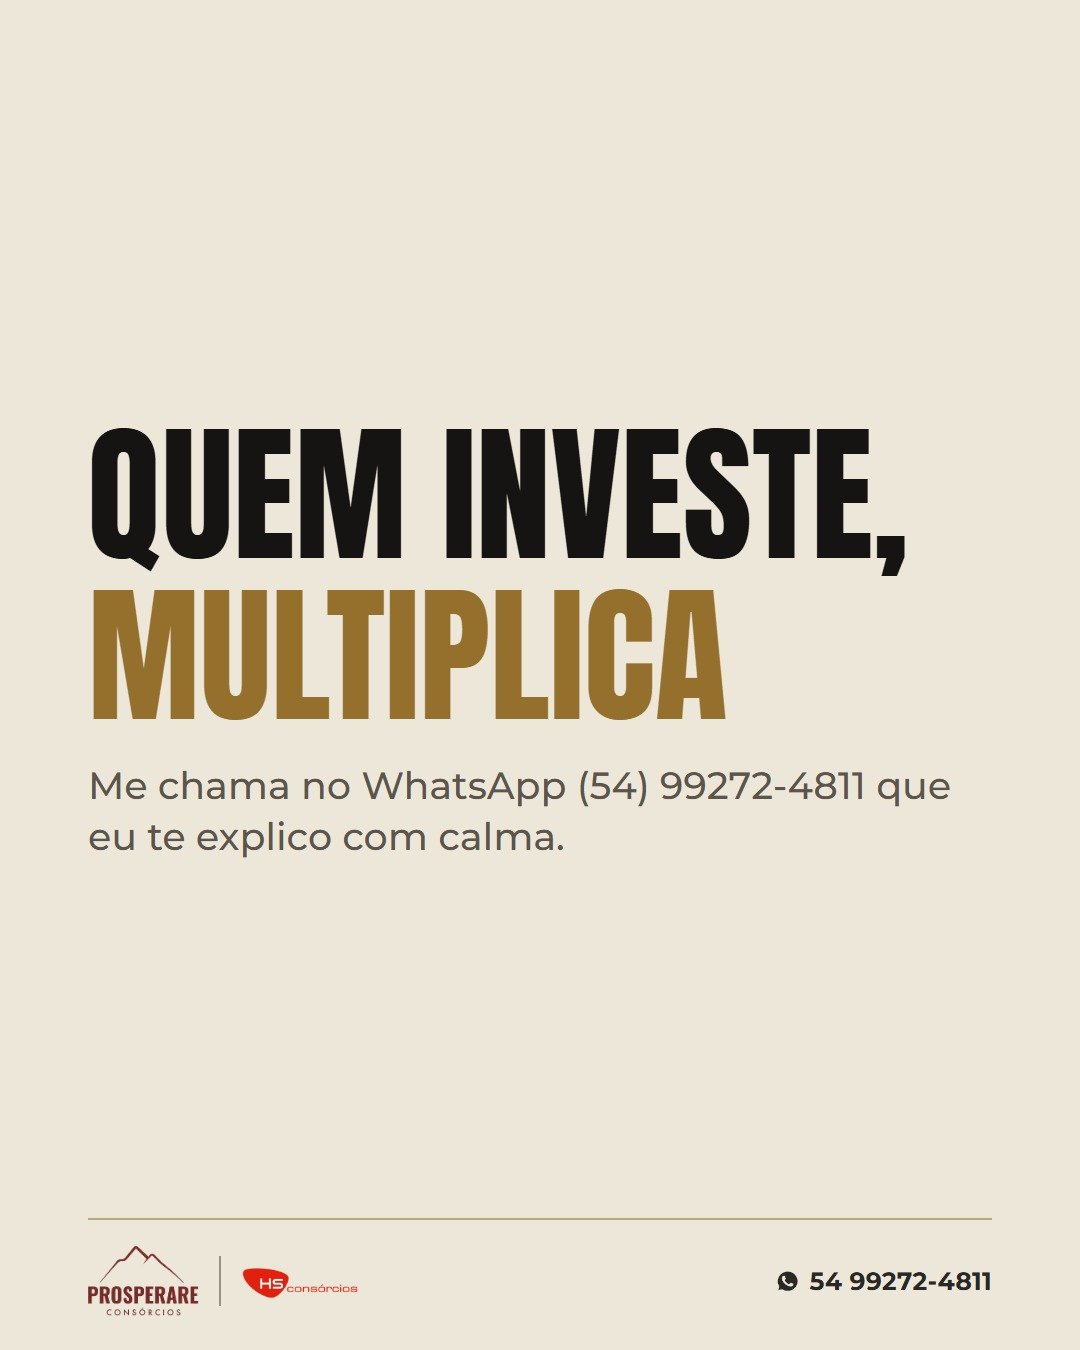 QUEM INVESTE,
MULTIPLICA
Me chama no WhatsApp (54) 99272-4811 que
eu te explico com calma.
PROSPERARE
CONSÓRCIOS
HS consórcios
54 99272-4811